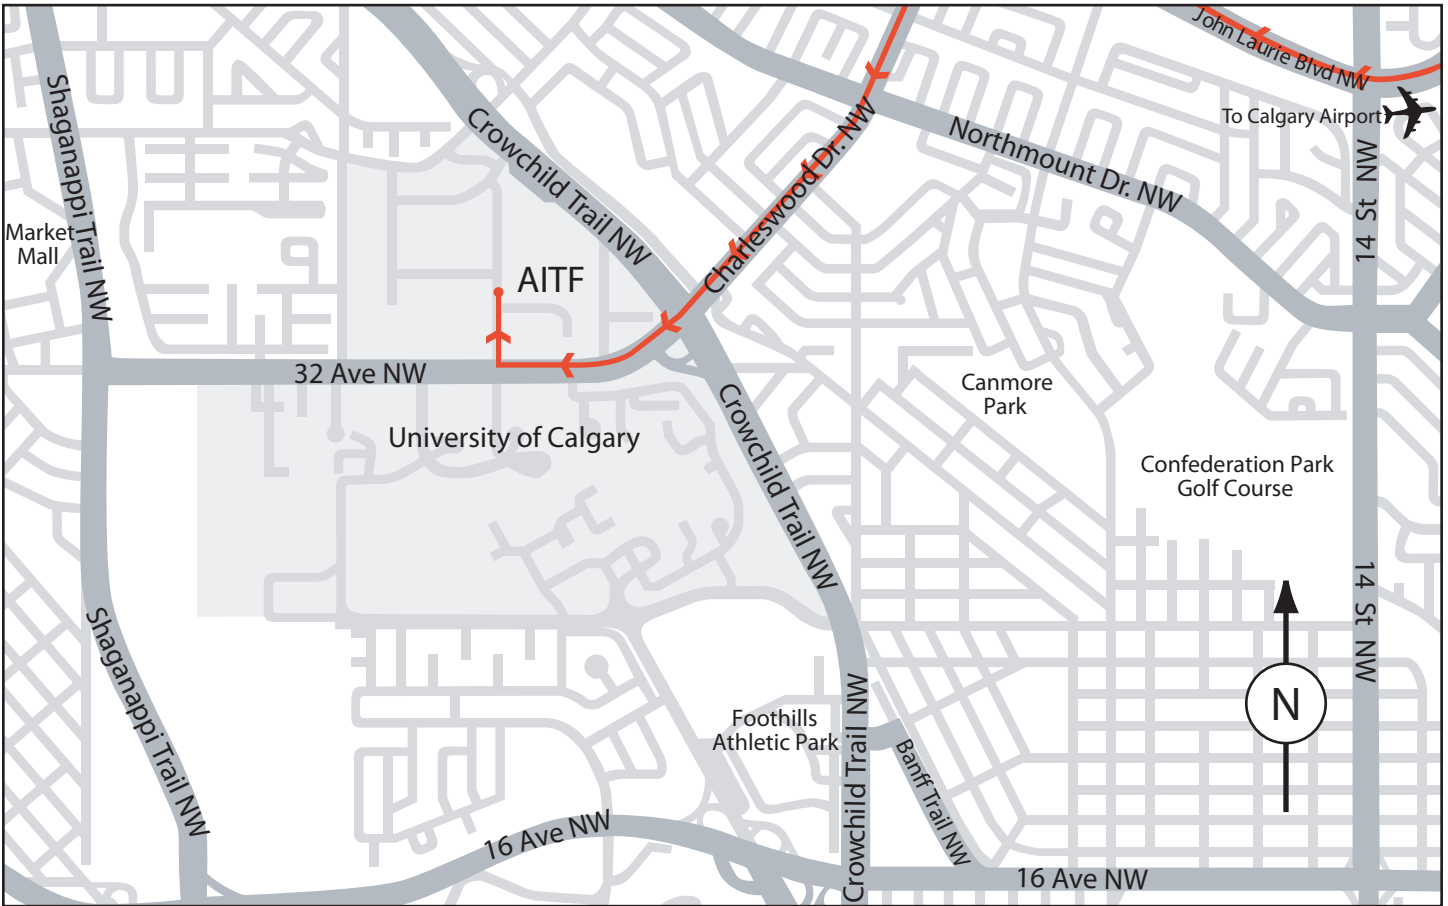 John Laurie Blvd NW
To Calgary Airport
Shaganappi Trail NW
Crowchild Trail NW
Charleswood Dr. NW
Northmount Dr. NW
14 St NW
Market
Mall
AITF
32 Ave NW
Canmore
Park
University of Calgary
Crowchild Trail NW
Confederation Park
Golf Course
14 St NW
Shaganappi Trail NW
N
Foothills
Athletic Park
Crowchild Trail NW
Banff Trail NW
16 Ave NW
16 Ave NW